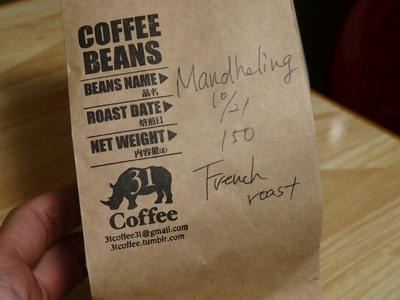 COFFEE
BEANS
BEANS NAME▶ Mandheling
品名
ROAST DATE▶ 10/21
焙煎日
NET WEIGHT▶ 150
内容量(g)
French
roast
31
Coffee
31coffee31@gmail.com
31coffee.tumblr.com